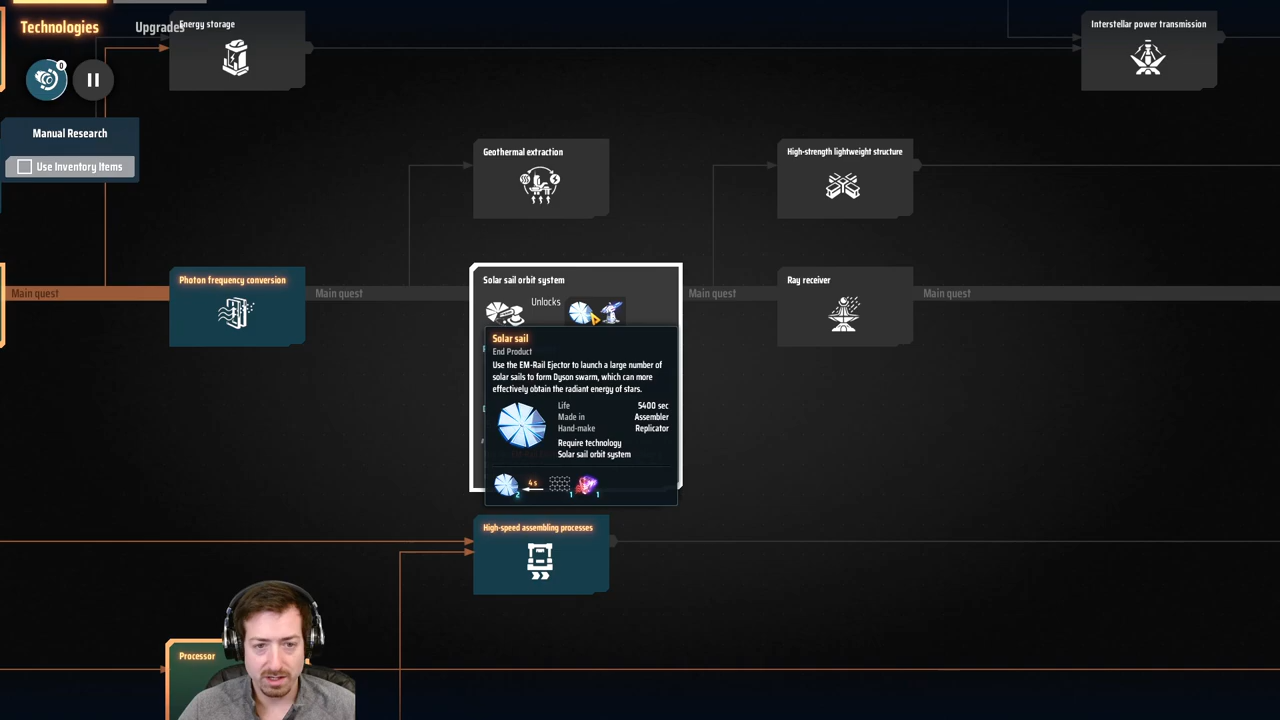 Technologies
Upgrades
Energy storage
Interstellar power transmission
0
Manual Research
Use Inventory Items
Geothermal extraction
High-strength lightweight structure
Main quest
Photon frequency conversion
Main quest
Solar sail orbit system
Unlocks
Main quest
Ray receiver
Main quest
Solar sail
End Product
Use the EM-Rail Ejector to launch a large number of
solar sails to form Dyson swarm, which can more
effectively obtain the radiant energy of stars.
Life 5400 sec
Made in Assembler
Hand-make Replicator
Require technology
Solar sail orbit system
2 4s 1 1
High-speed assembling processes
Processor